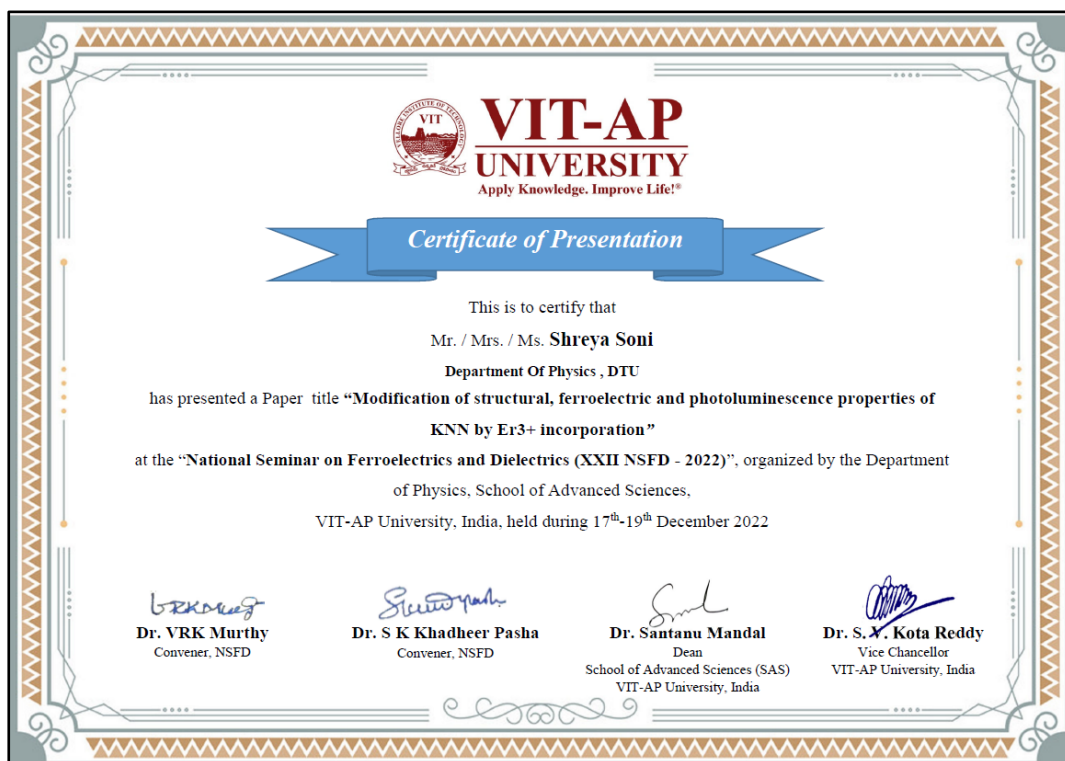 VELLORE INSTITUTE OF TECHNOLOGY
VIT
VIT-AP
UNIVERSITY
Apply Knowledge. Improve Life!®
Certificate of Presentation
This is to certify that
Mr. / Mrs. / Ms. Shreya Soni
Department Of Physics , DTU
has presented a Paper title “Modification of structural, ferroelectric and photoluminescence properties of
KNN by Er3+ incorporation”
at the “National Seminar on Ferroelectrics and Dielectrics (XXII NSFD - 2022)”, organized by the Department
of Physics, School of Advanced Sciences,
VIT-AP University, India, held during 17th-19th December 2022
Dr. VRK Murthy
Convener, NSFD
Dr. S K Khadheer Pasha
Convener, NSFD
Dr. Santanu Mandal
Dean
School of Advanced Sciences (SAS)
VIT-AP University, India
Dr. S. V. Kota Reddy
Vice Chancellor
VIT-AP University, India